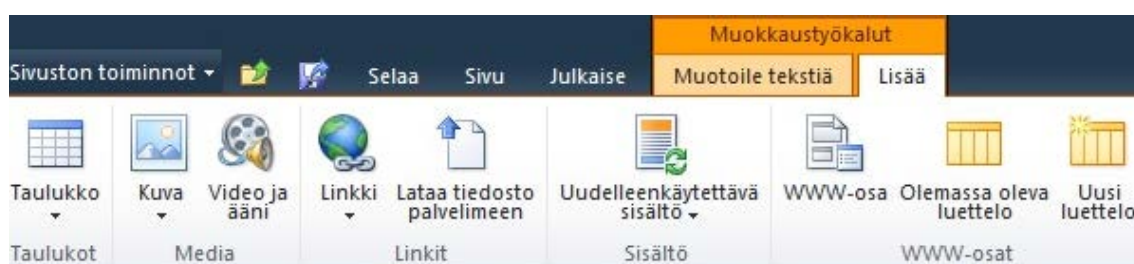 Muokkaustyökalut
Sivuston toiminnot Selaa Sivu Julkaise Muotoile tekstiä Lisää
Taulukko Kuva Video ja ääni Linkki Lataa tiedosto palvelimeen Uudelleenkäytettävä sisältö WWW-osa Olemassa oleva luettelo Uusi luettelo
Taulukot Media Linkit Sisältö WWW-osat